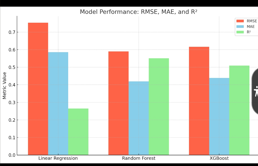 Model Performance: RMSE, MAE, and R²
RMSE
MAE
R²
Metric Value
0.7
0.6
0.5
0.4
0.3
0.2
0.1
0.0
Linear Regression
Random Forest
XGBoost